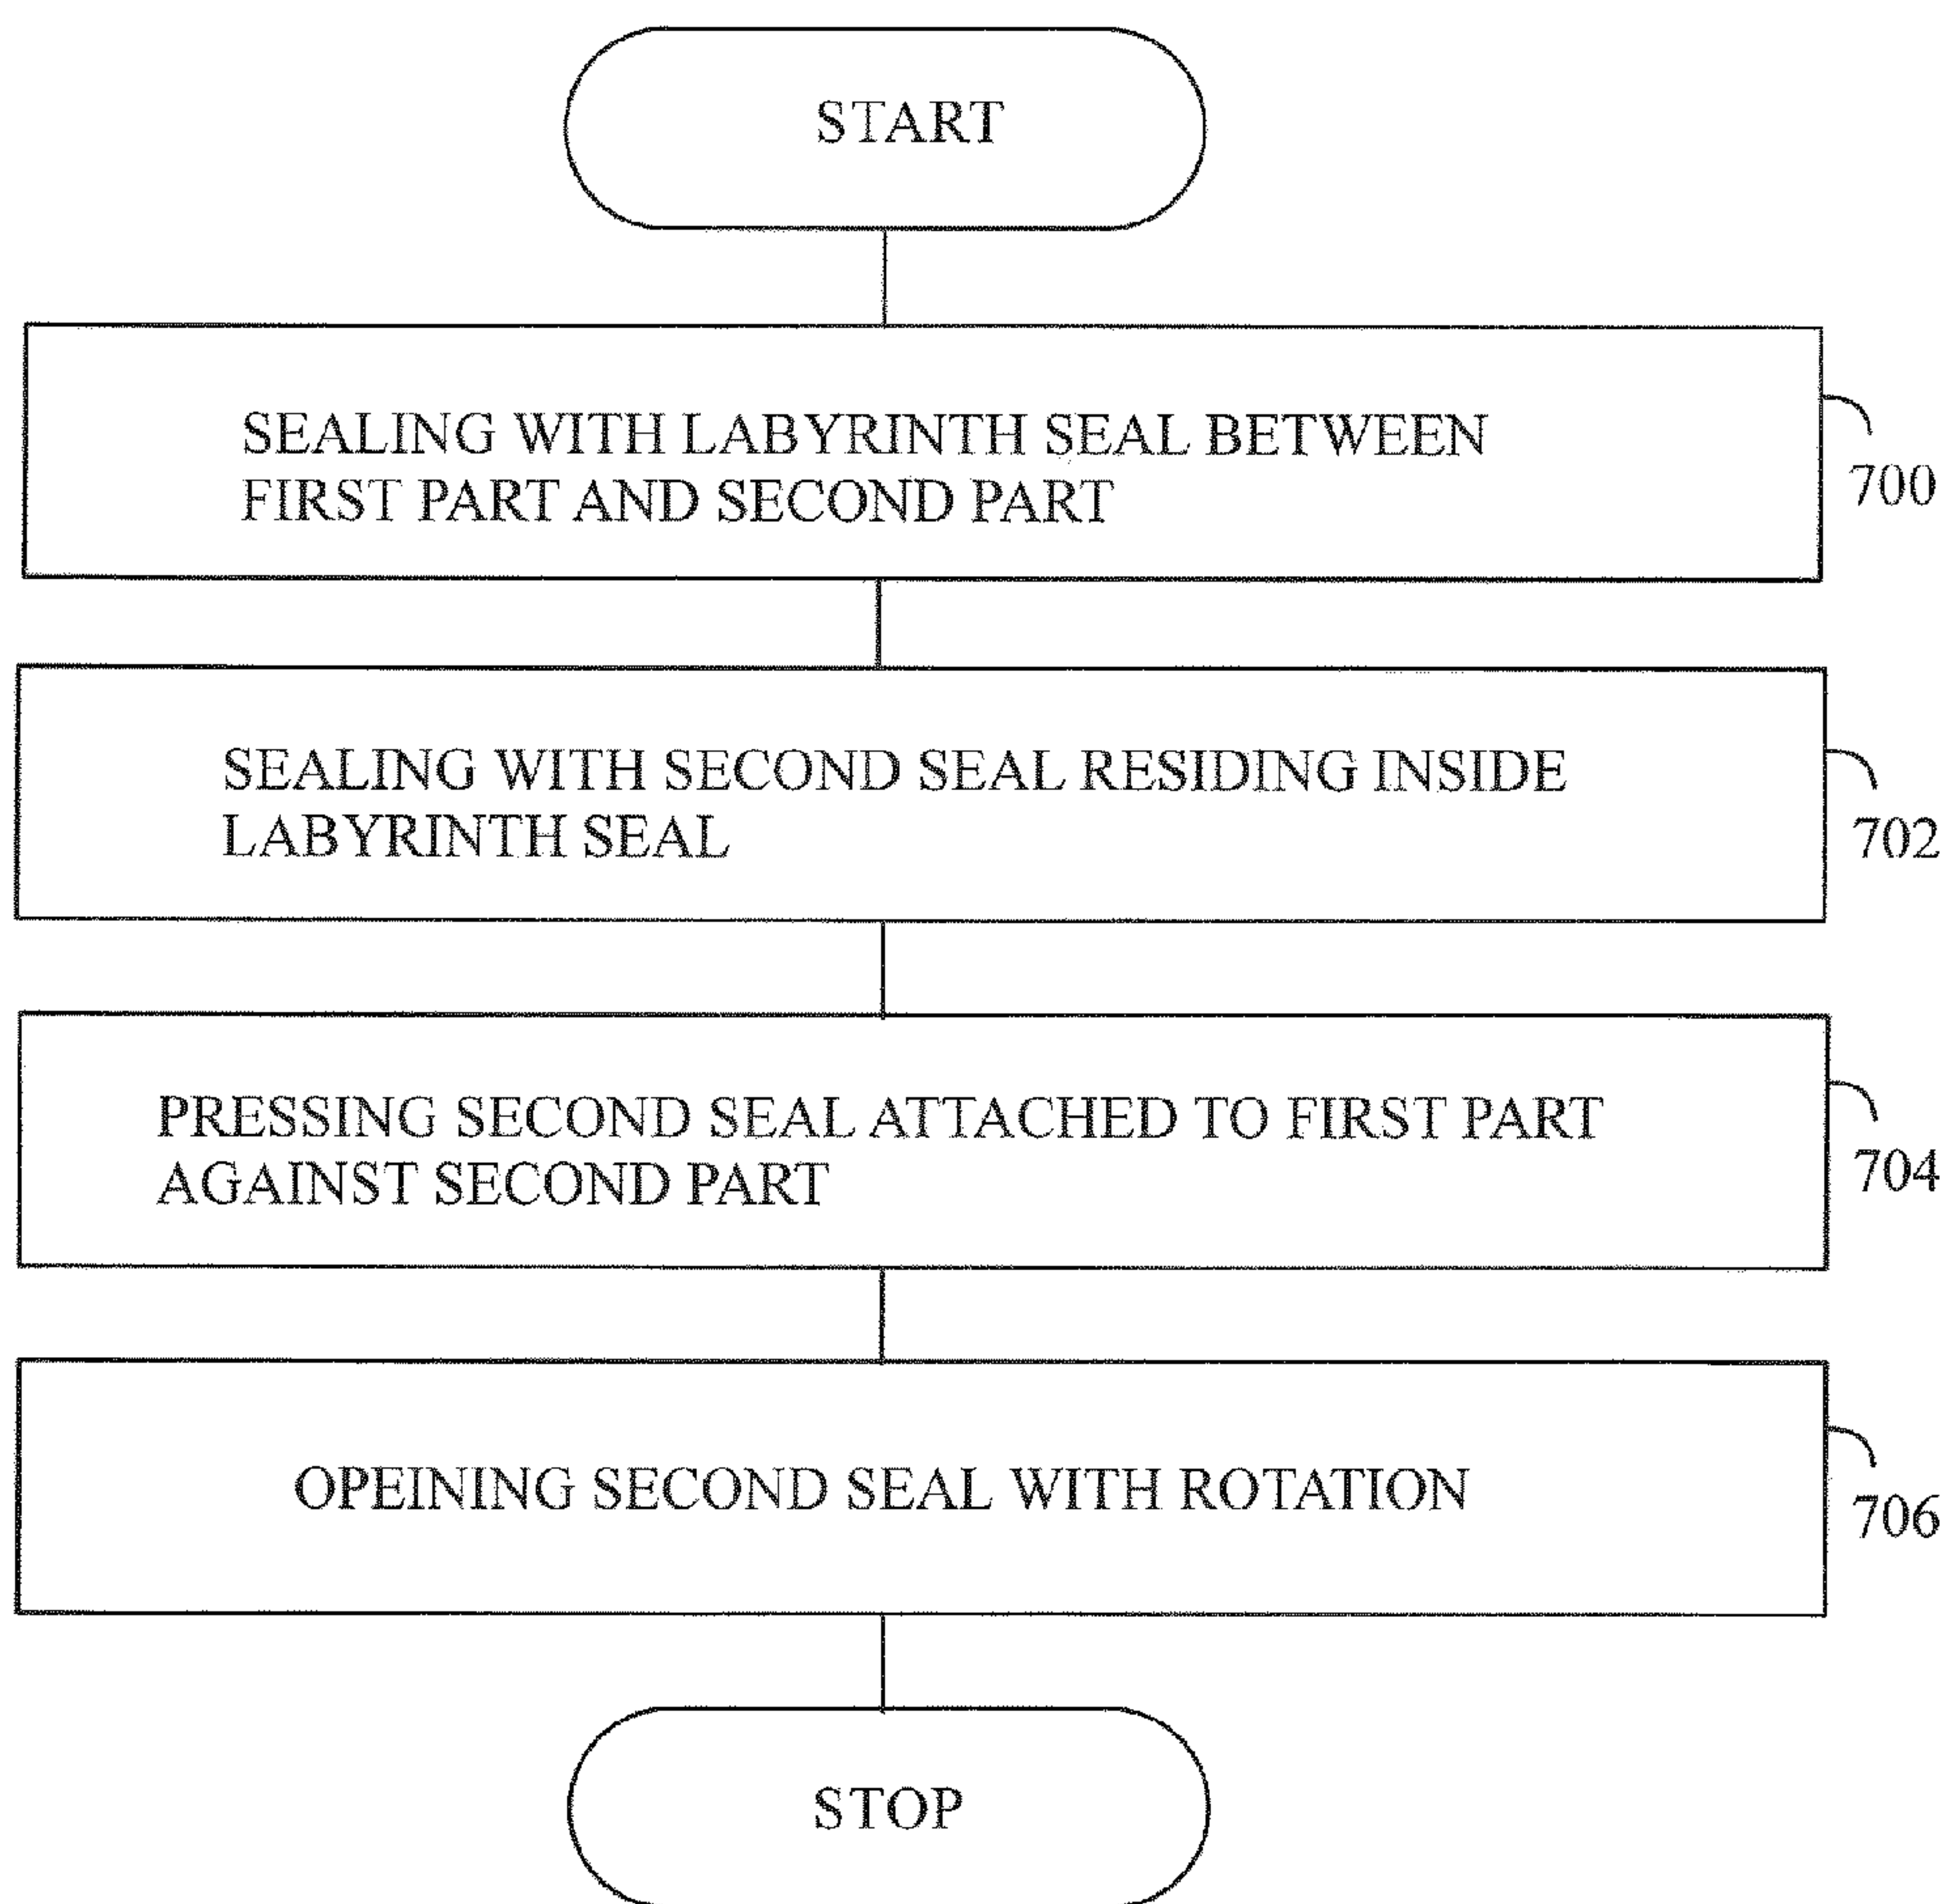 START
SEALING WITH LABYRINTH SEAL BETWEEN
FIRST PART AND SECOND PART
700
SEALING WITH SECOND SEAL RESIDING INSIDE
LABYRINTH SEAL
702
PRESSING SECOND SEAL ATTACHED TO FIRST PART
AGAINST SECOND PART
704
OPEINING SECOND SEAL WITH ROTATION
706
STOP